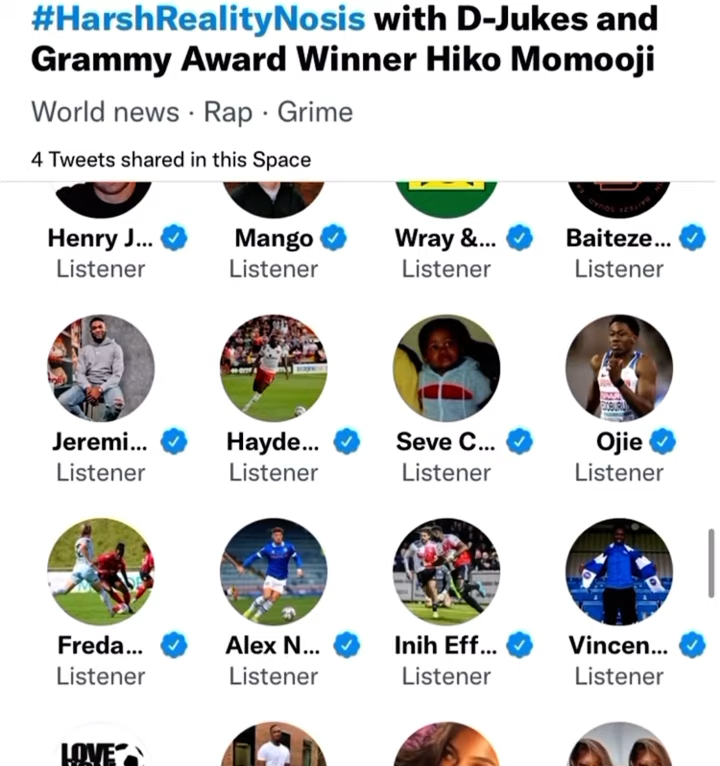 #HarshRealityNosis with D-Jukes and
Grammy Award Winner Hiko Momooji
World news · Rap · Grime
4 Tweets shared in this Space
Henry J... Mango Wray &... Baiteze...
Listener Listener Listener Listener
Jeremi... Hayde... Seve C... Ojie
Listener Listener Listener Listener
Freda... Alex N... Inih Eff... Vincen...
Listener Listener Listener Listener
LOVE